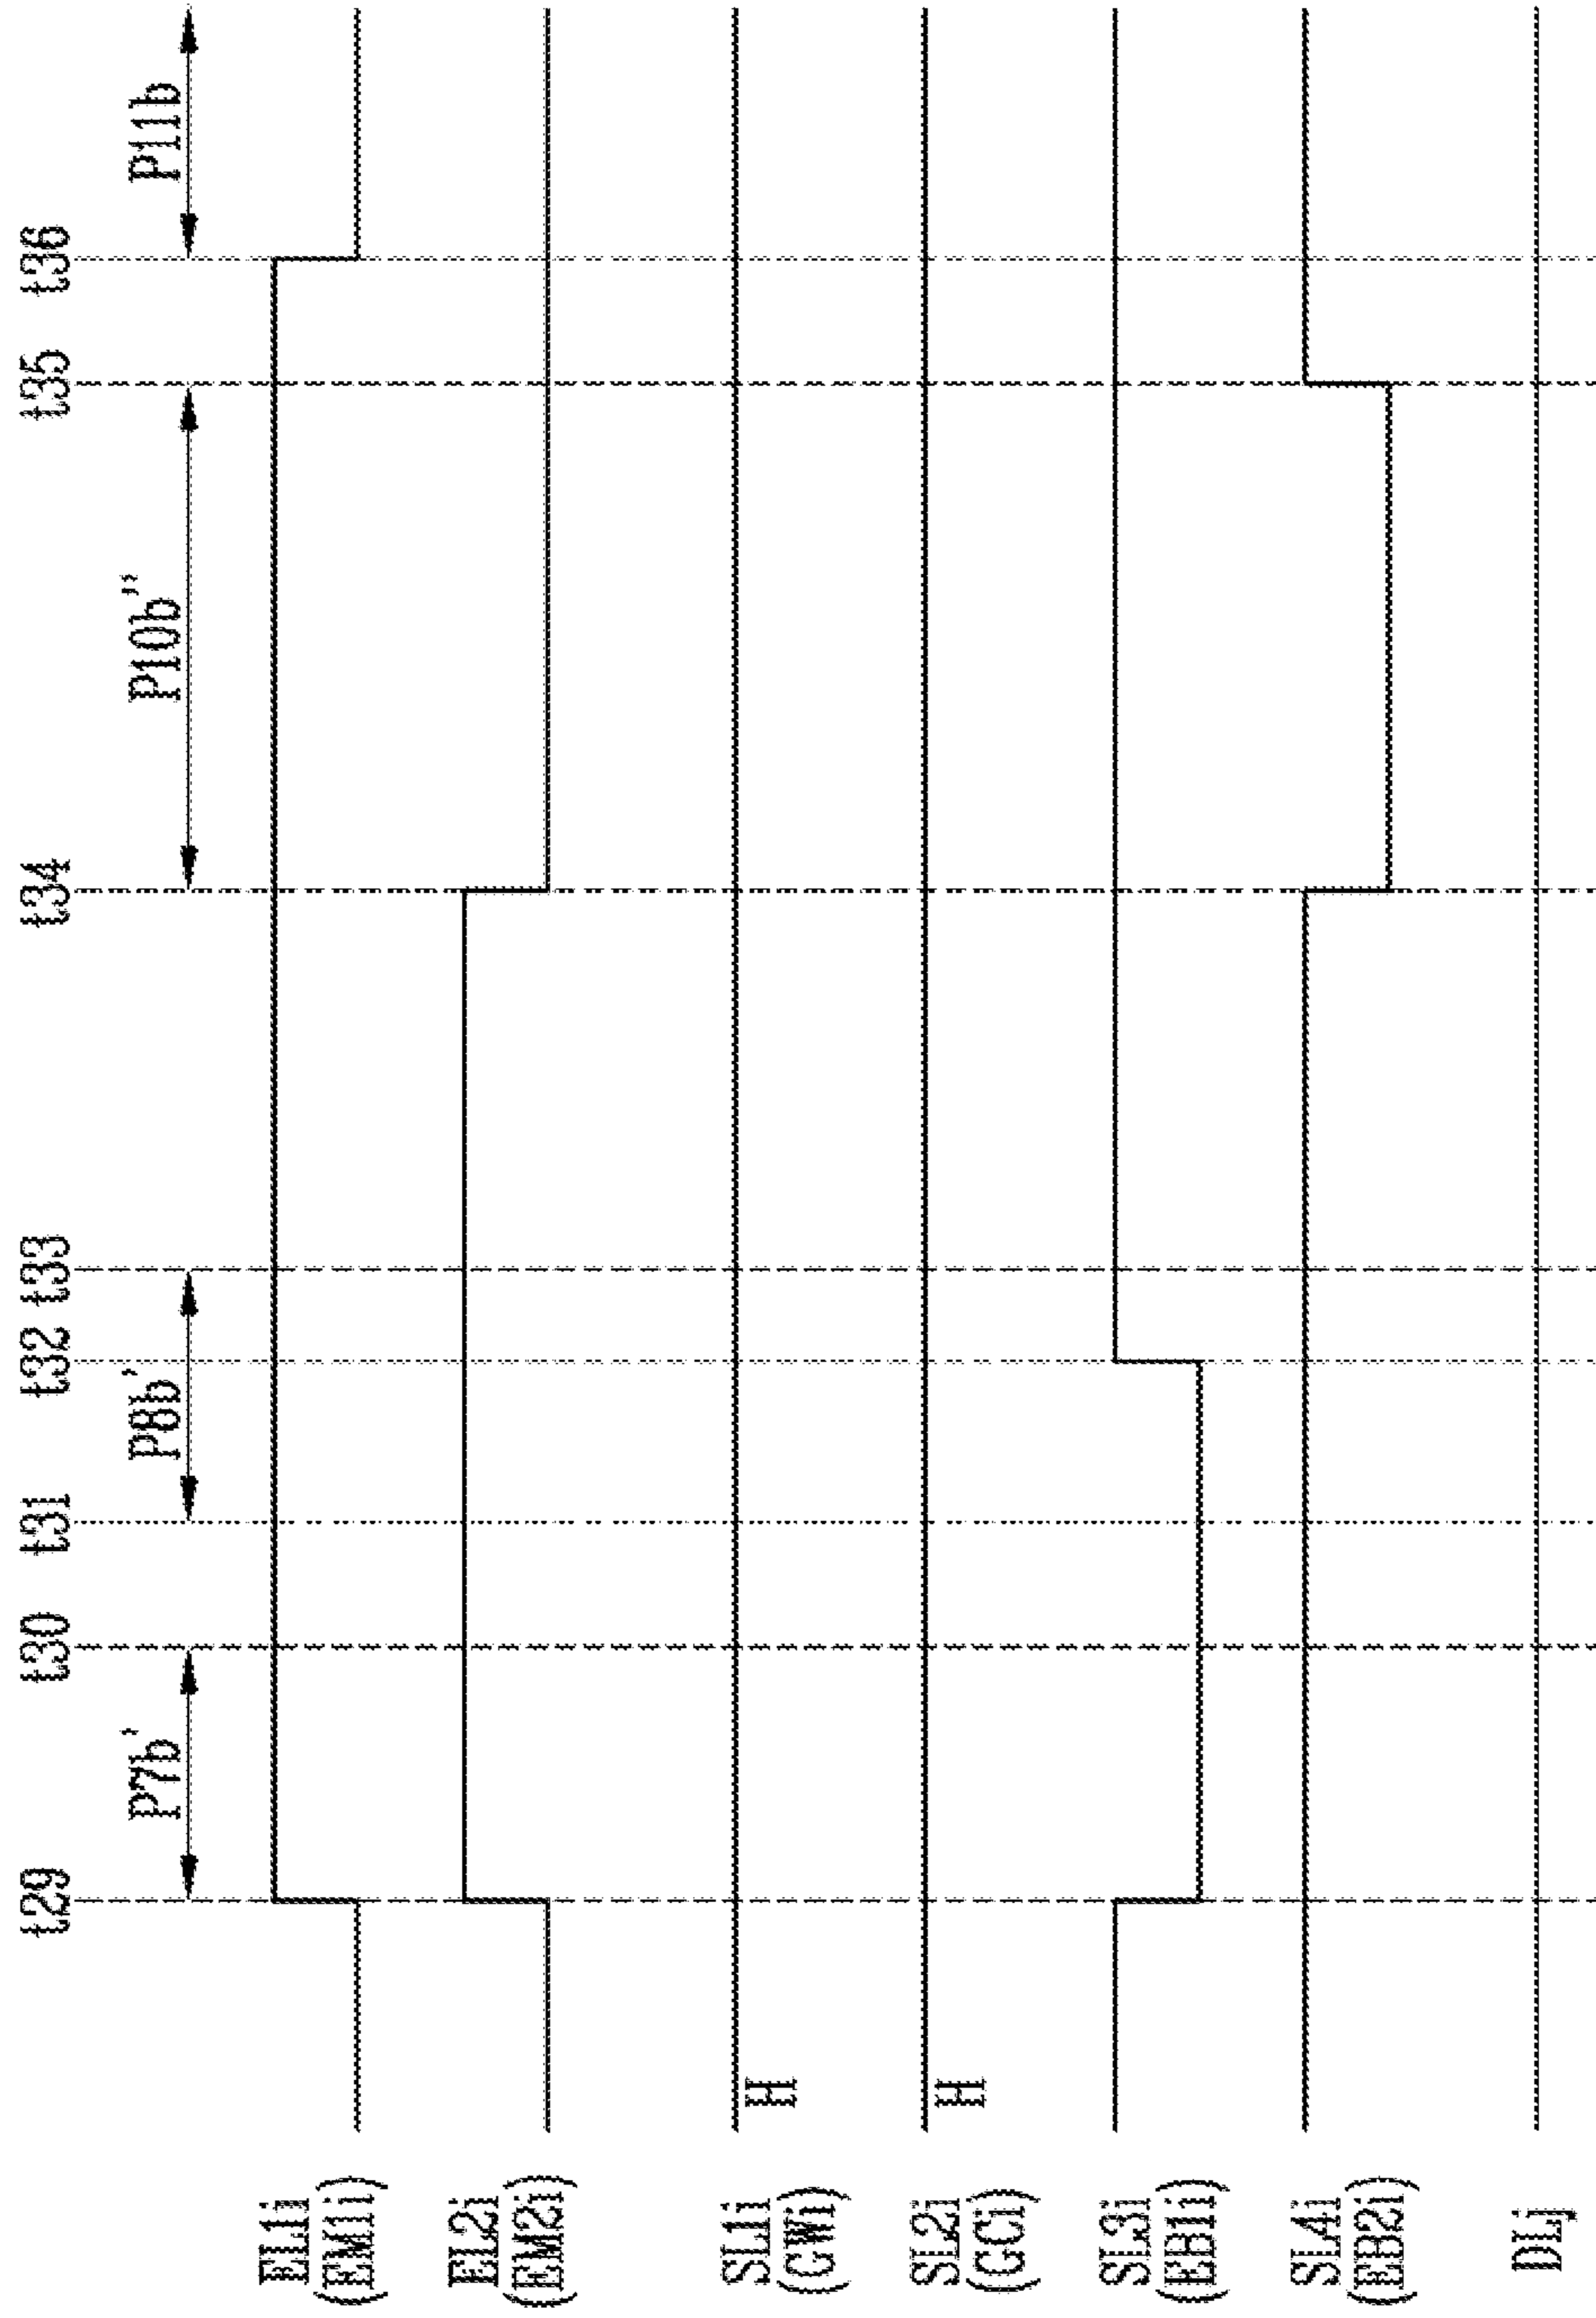 t29
t30
t31
t32
t33
t34
t35
t36
P7b'
P8b'
P10b''
P11b
EL1i
(EM1i)
EL2i
(EM2i)
SL1i
(GWi)
H
SL2i
(GCi)
H
SL3i
(EB1i)
SL4i
(EB2i)
DLj